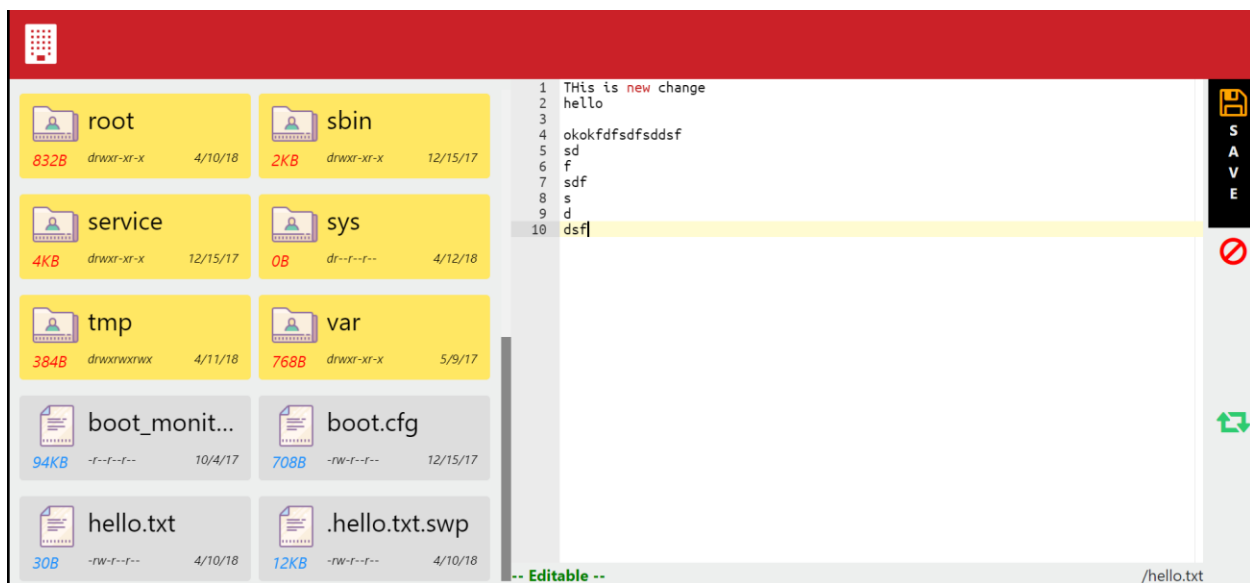 root
832B drwxr-xr-x 4/10/18
sbin
2KB drwxr-xr-x 12/15/17
service
4KB drwxr-xr-x 12/15/17
sys
0B dr--r--r-- 4/12/18
tmp
384B drwxrwxrwx 4/11/18
var
768B drwxr-xr-x 5/9/17
boot_monit...
94KB -r--r--r-- 10/4/17
boot.cfg
708B -rw-r--r-- 12/15/17
hello.txt
30B -rw-r--r-- 4/10/18
.hello.txt.swp
12KB -rw-r--r-- 4/10/18
1 THis is new change
2 hello
3
4 okokfdfsdfsddsf
5 sd
6 f
7 sdf
8 s
9 d
10 dsf
-- Editable -- /hello.txt
S
A
V
E